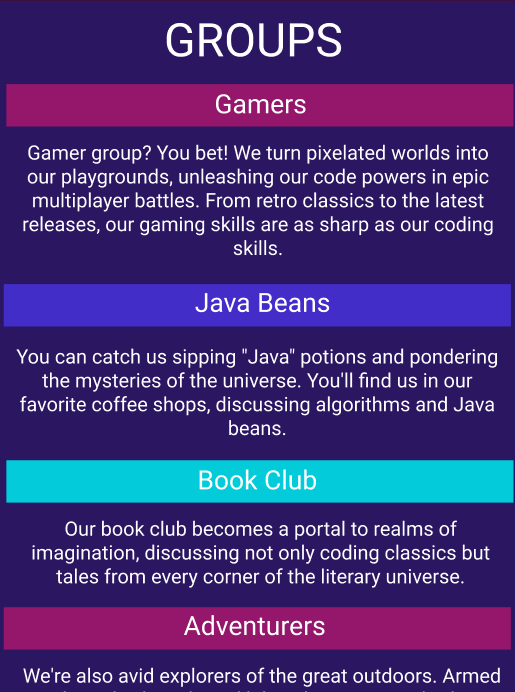 GROUPS
Gamers
Gamer group? You bet! We turn pixelated worlds into
our playgrounds, unleashing our code powers in epic
multiplayer battles. From retro classics to the latest
releases, our gaming skills are as sharp as our coding
skills.
Java Beans
You can catch us sipping "Java" potions and pondering
the mysteries of the universe. You'll find us in our
favorite coffee shops, discussing algorithms and Java
beans.
Book Club
Our book club becomes a portal to realms of
imagination, discussing not only coding classics but
tales from every corner of the literary universe.
Adventurers
We're also avid explorers of the great outdoors. Armed